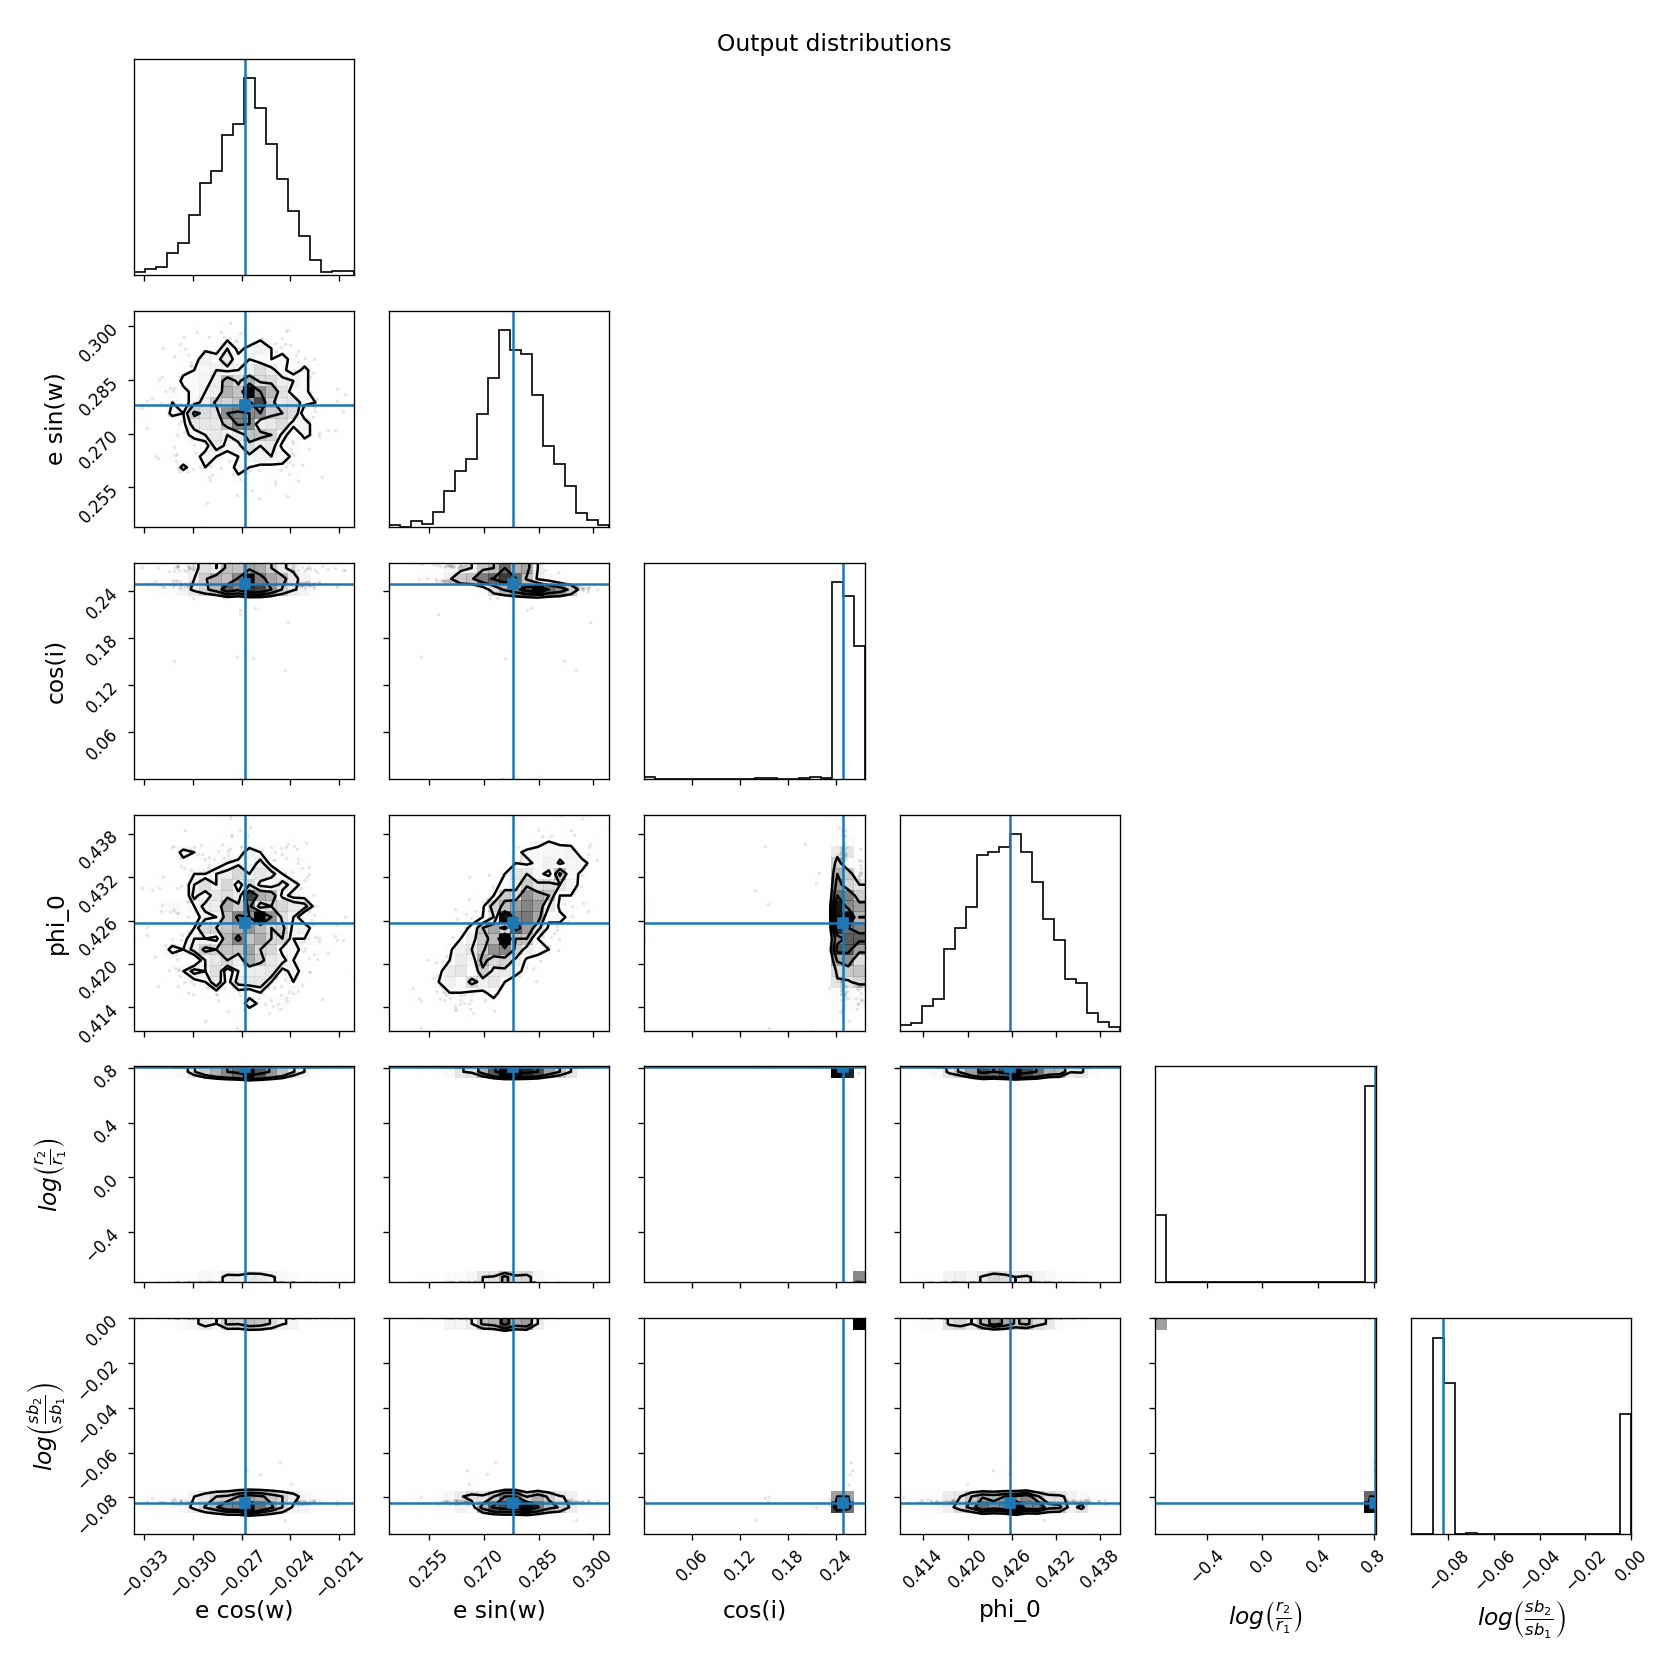 Output distributions
0.300
0.285
0.270
0.255
e sin(w)
0.24
0.18
0.12
0.06
cos(i)
0.438
0.432
0.426
0.420
0.414
phi_0
0.8
0.4
0.0
−0.4
log(r2/r1)
0.00
−0.02
−0.04
−0.06
−0.08
log(sb2/sb1)
−0.033 −0.030 −0.027 −0.024 −0.021 0.255 0.270 0.285 0.300 0.06 0.12 0.18 0.24 0.414 0.420 0.426 0.432 0.438 −0.4 0.0 0.4 0.8 −0.08 −0.06 −0.04 −0.02 0.00
e cos(w) e sin(w) cos(i) phi_0 log(r2/r1) log(sb2/sb1)